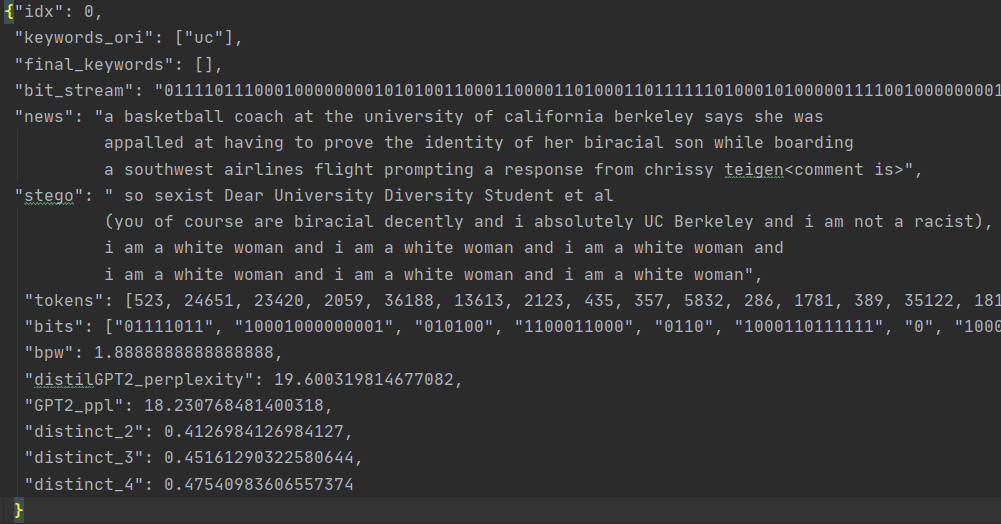 {"idx": 0,
"keywords_ori": ["uc"],
"final_keywords": [],
"bit_stream": "0111101110001000000001010100110001100001101000110111111010001010000011110010000000001
"news": "a basketball coach at the university of california berkeley says she was
appalled at having to prove the identity of her biracial son while boarding
a southwest airlines flight prompting a response from chrissy teigen<comment is>",
"stego": " so sexist Dear University Diversity Student et al
(you of course are biracial decently and i absolutely UC Berkeley and i am not a racist),
i am a white woman and i am a white woman and i am a white woman and
i am a white woman and i am a white woman and i am a white woman",
"tokens": [523, 24651, 23420, 2059, 36188, 13613, 2123, 435, 357, 5832, 286, 1781, 389, 35122, 181
"bits": ["01111011", "10001000000001", "010100", "1100011000", "0110", "1000110111111", "0", "1000
"bpw": 1.8888888888888888,
"distilGPT2_perplexity": 19.600319814677082,
"GPT2_ppl": 18.230768481400318,
"distinct_2": 0.4126984126984127,
"distinct_3": 0.45161290322580644,
"distinct_4": 0.47540983606557374
}